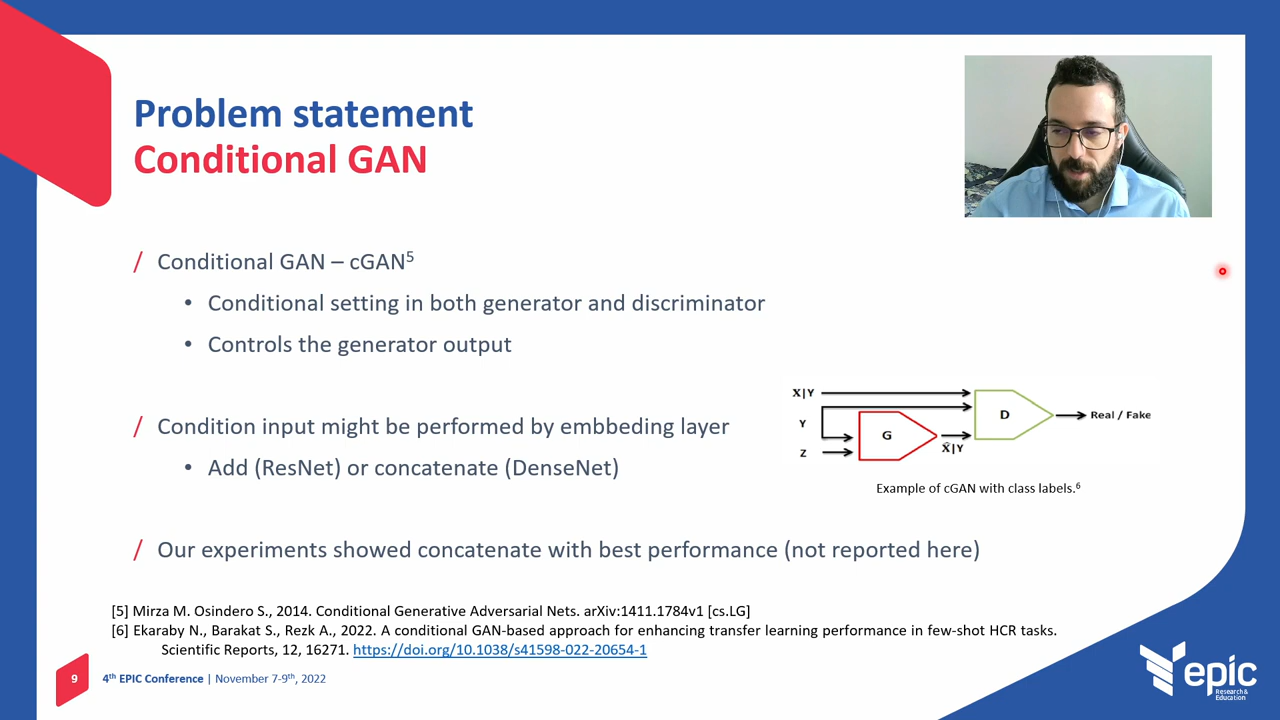 Problem statement
Conditional GAN
/ Conditional GAN – cGAN5
• Conditional setting in both generator and discriminator
• Controls the generator output
/ Condition input might be performed by embbeding layer
• Add (ResNet) or concatenate (DenseNet)
X|Y
Y
Z
G
X̂|Y
D
Real / Fake
Example of cGAN with class labels.6
/ Our experiments showed concatenate with best performance (not reported here)
[5] Mirza M. Osindero S., 2014. Conditional Generative Adversarial Nets. arXiv:1411.1784v1 [cs.LG]
[6] Ekaraby N., Barakat S., Rezk A., 2022. A conditional GAN-based approach for enhancing transfer learning performance in few-shot HCR tasks.
Scientific Reports, 12, 16271. https://doi.org/10.1038/s41598-022-20654-1
9
4th EPIC Conference | November 7-9th, 2022
epic
Research &
Education